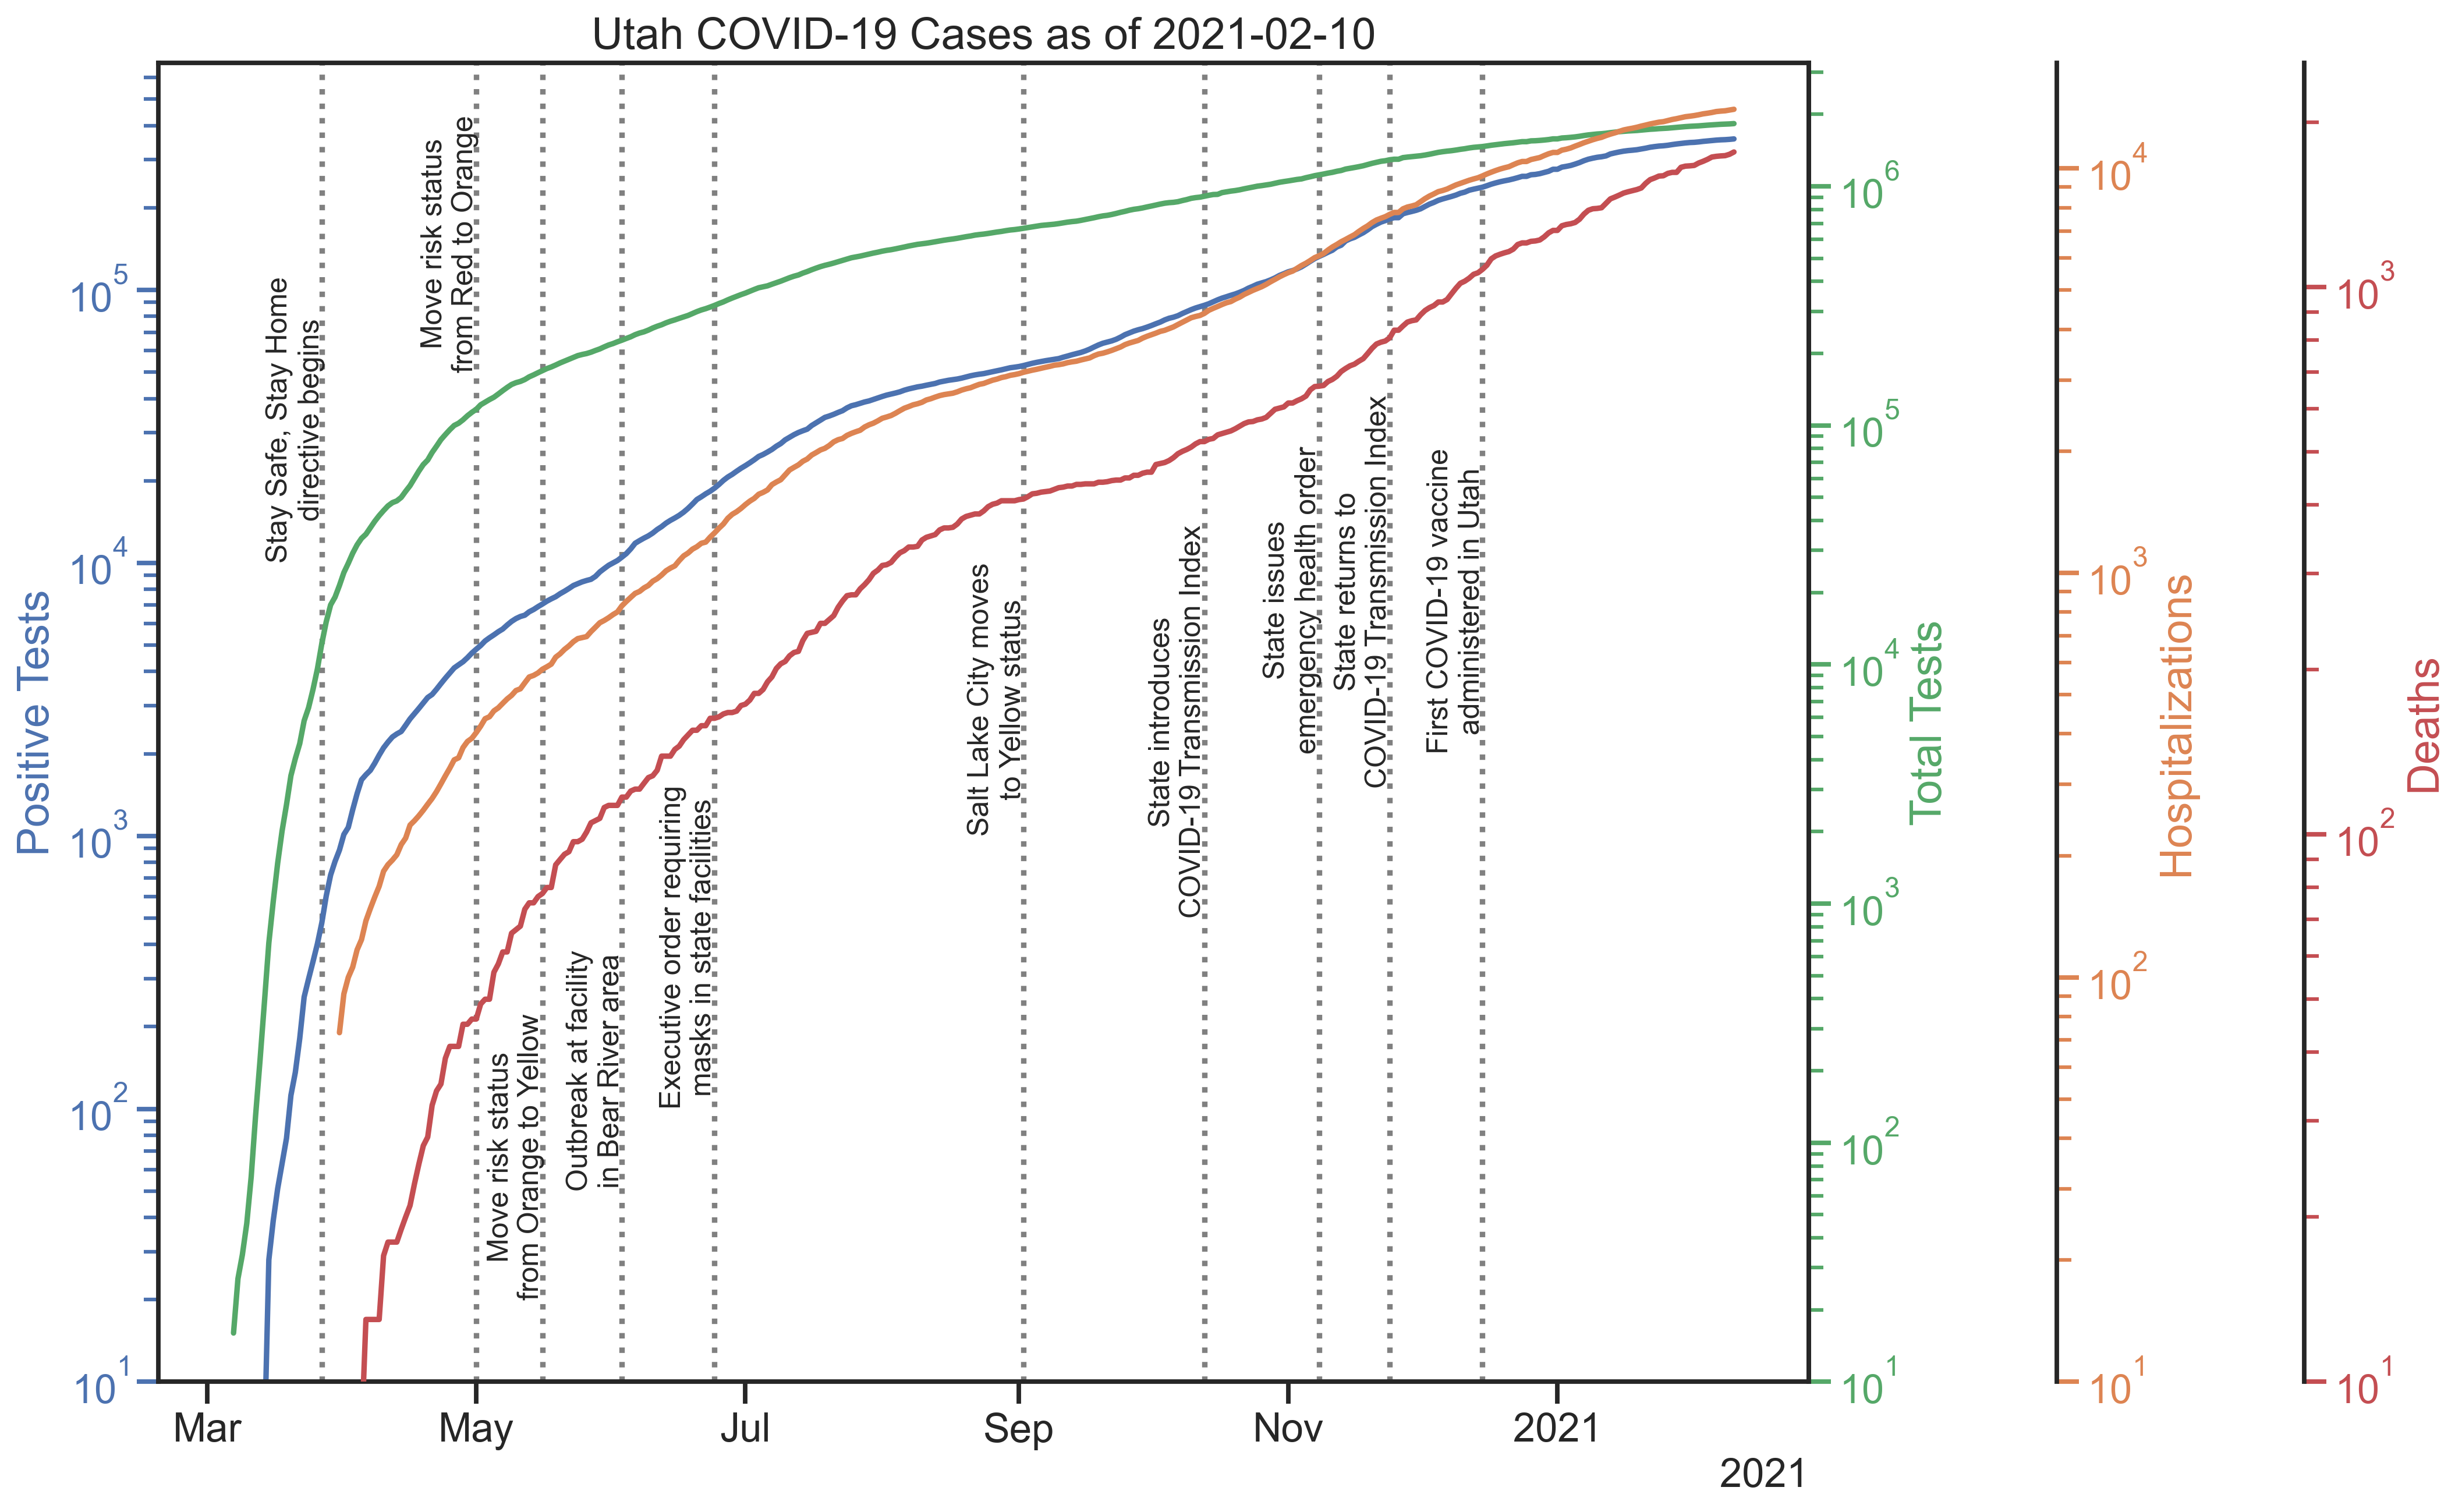 Utah COVID-19 Cases as of 2021-02-10
Positive Tests
10^5
10^4
10^3
10^2
10^1
Stay Safe, Stay Home
directive begins
Move risk status
from Red to Orange
Move risk status
from Orange to Yellow
Outbreak at facility
in Bear River area
Executive order requiring
masks in state facilities
Salt Lake City moves
to Yellow status
State introduces
COVID-19 Transmission Index
State issues
emergency health order
State returns to
COVID-19 Transmission Index
First COVID-19 vaccine
administered in Utah
10^6
10^5
10^4
10^3
10^2
10^1
Total Tests
10^4
10^3
10^2
10^1
Hospitalizations
10^3
10^2
10^1
Deaths
Mar
May
Jul
Sep
Nov
2021
2021